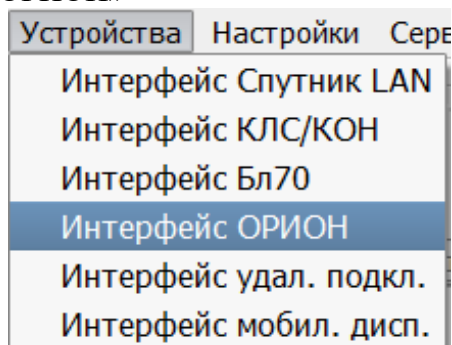 Устройства Настройки
Интерфейс Спутник LAN
Интерфейс КЛС/КОН
Интерфейс Бл70
Интерфейс ОРИОН
Интерфейс удал. подкл.
Интерфейс мобил. дисп.